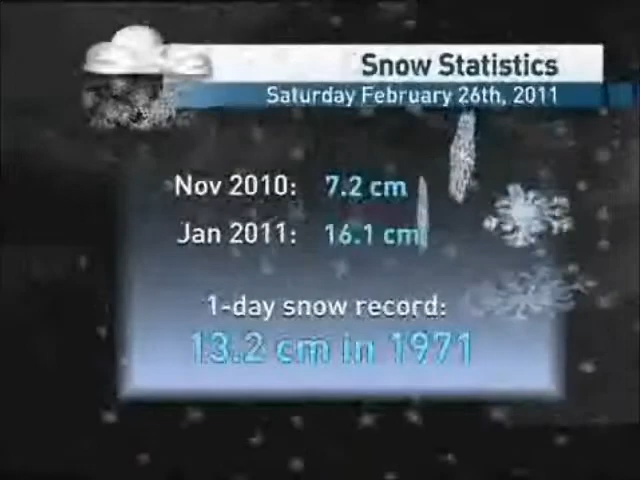 Snow Statistics
Saturday February 26th, 2011
Nov 2010: 7.2 cm
Jan 2011: 16.1 cm
1-day snow record:
13.2 cm in 1971